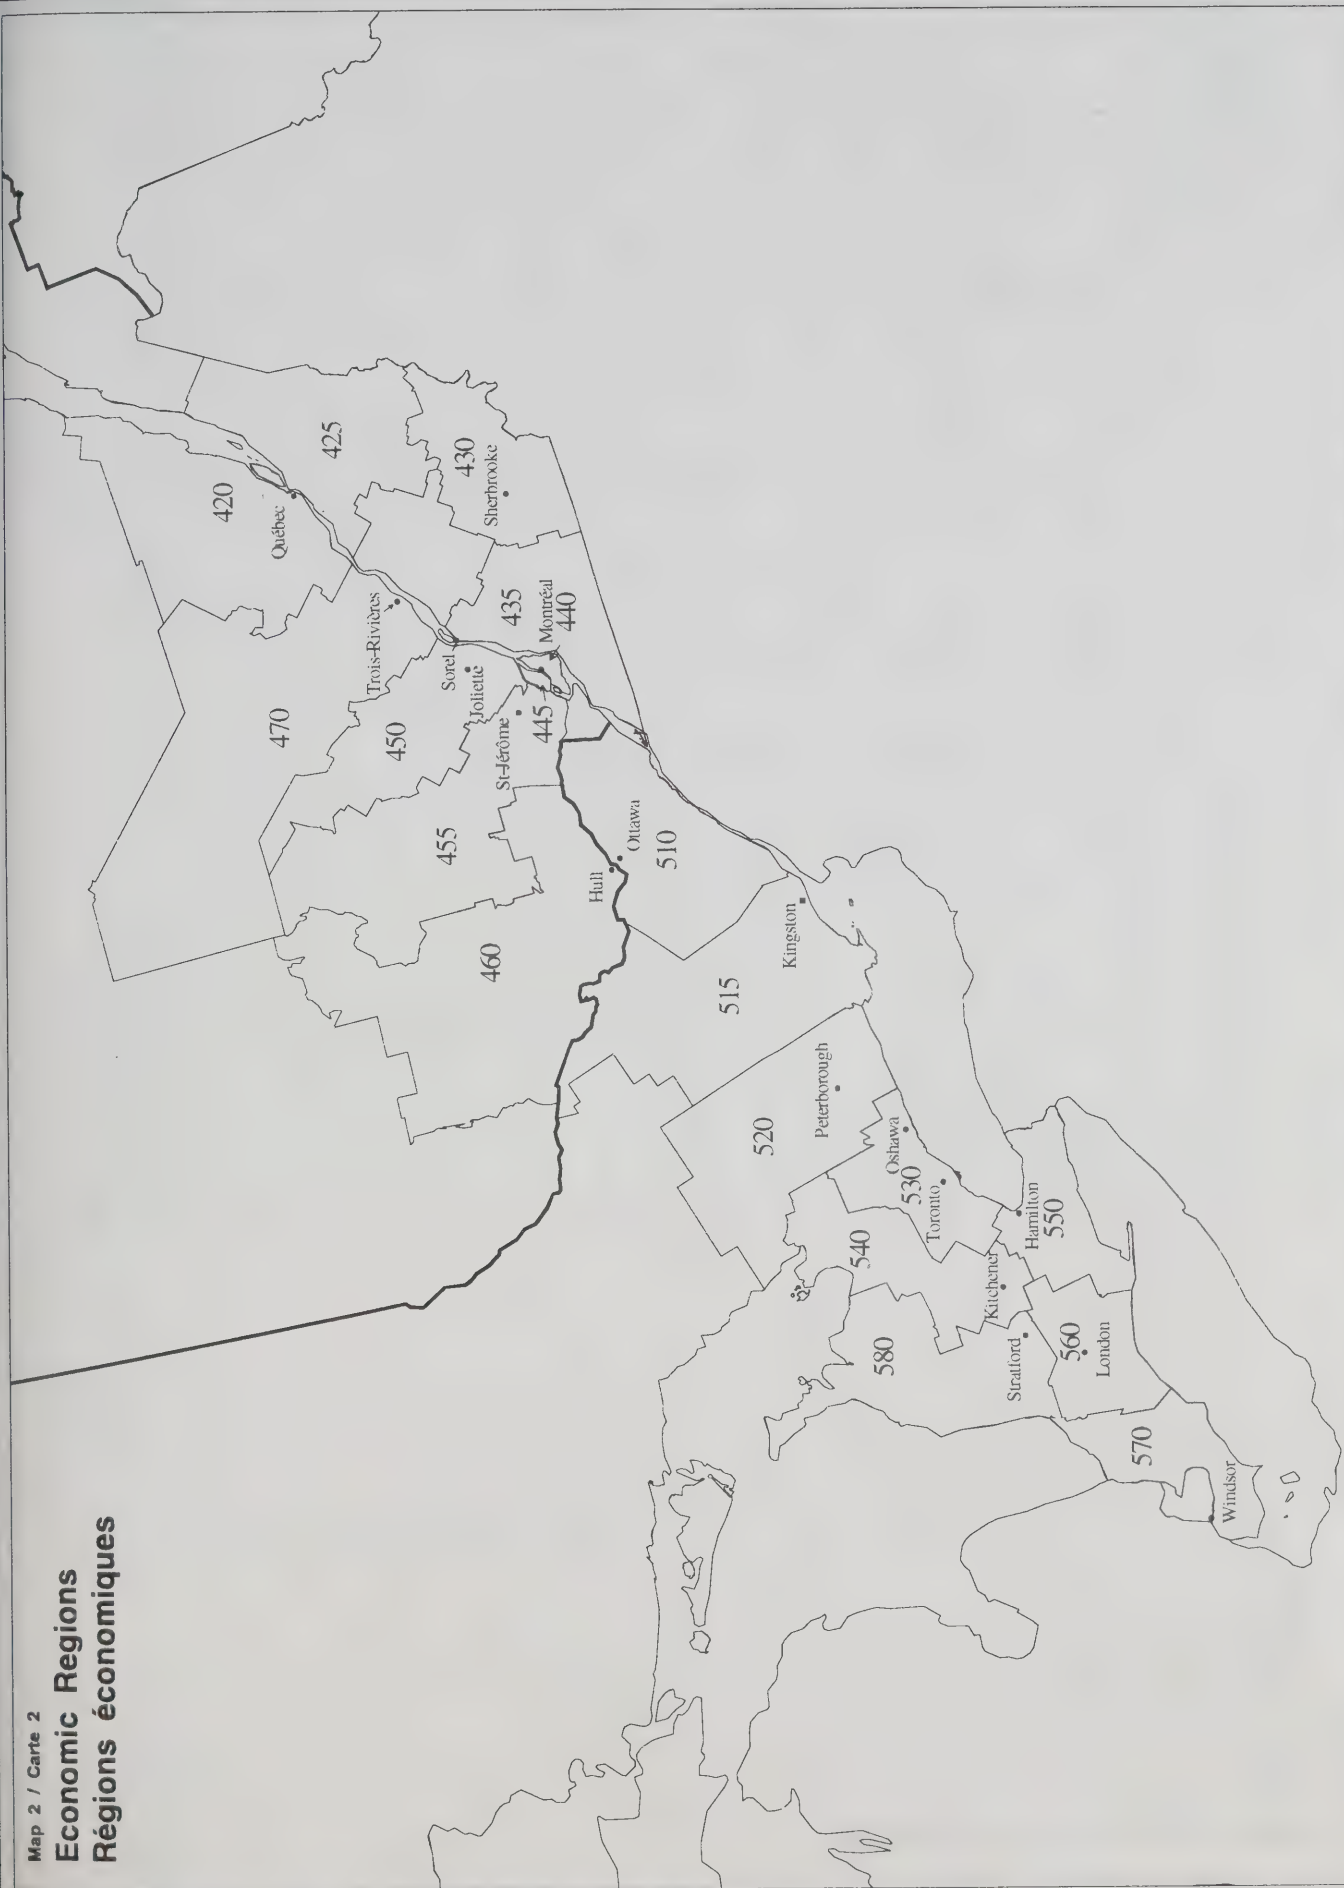 Map 2 / Carte 2
Economic Regions
Régions économiques
420
Québec
425
430
Sherbrooke
470
Trois-Rivières
435
Montréal
440
Sorel
Joliette
450
St-Jérôme
445
455
460
Hull
Ottawa
510
Kingston
515
Peterborough
520
Oshawa
530
Toronto
540
Hamilton
550
Kitchener
580
Stratford
560
London
570
Windsor